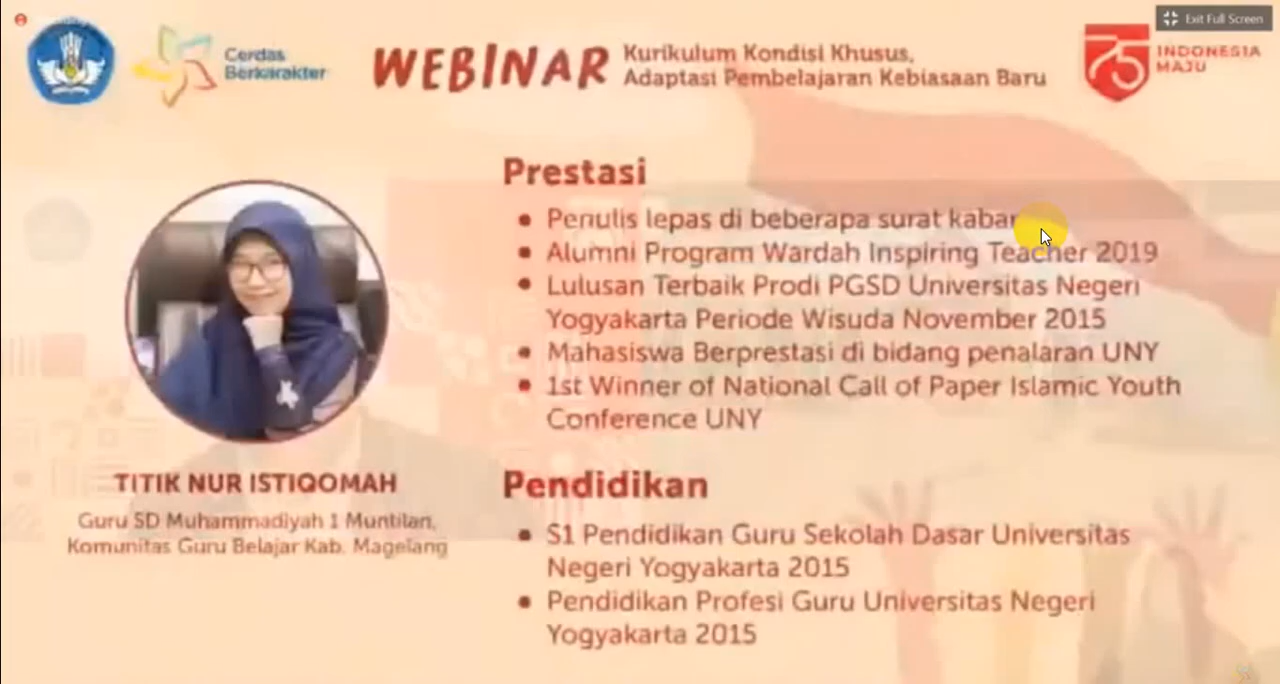 Exit Full Screen
Cerdas
Berkarakter
WEBINAR
Kurikulum Kondisi Khusus,
Adaptasi Pembelajaran Kebiasaan Baru
75
INDONESIA
MAJU
Prestasi
• Penulis lepas di beberapa surat kabar
• Alumni Program Wardah Inspiring Teacher 2019
• Lulusan Terbaik Prodi PGSD Universitas Negeri
Yogyakarta Periode Wisuda November 2015
• Mahasiswa Berprestasi di bidang penalaran UNY
• 1st Winner of National Call of Paper Islamic Youth
Conference UNY
TITIK NUR ISTIQOMAH
Guru SD Muhammadiyah 1 Muntilan,
Komunitas Guru Belajar Kab. Magelang
Pendidikan
• S1 Pendidikan Guru Sekolah Dasar Universitas
Negeri Yogyakarta 2015
• Pendidikan Profesi Guru Universitas Negeri
Yogyakarta 2015